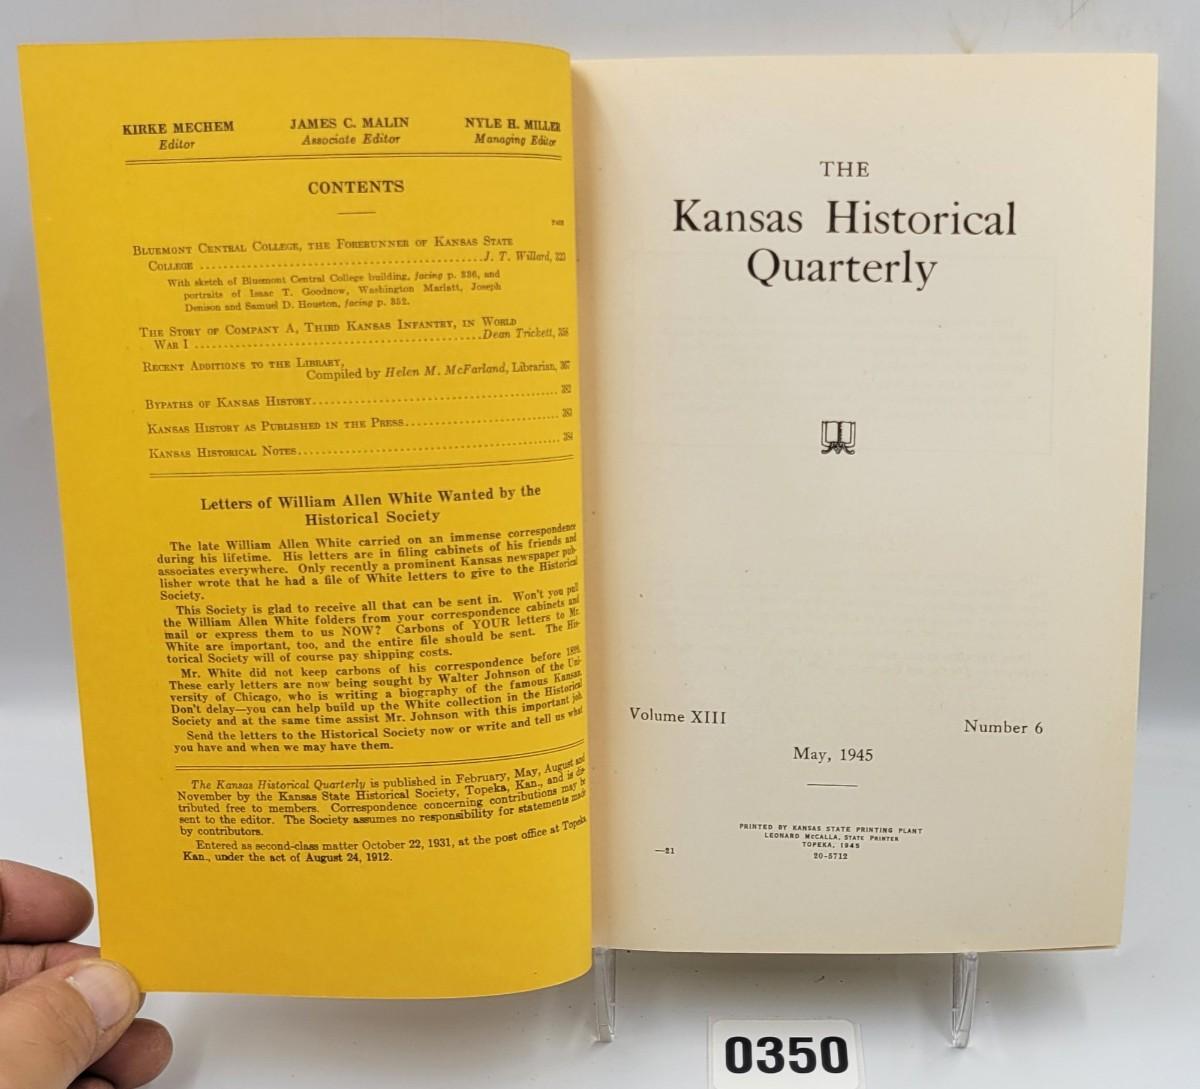 KIRKE MECHEM JAMES C. MALIN NYLE H. MILLER
Editor Associate Editor Managing Editor
CONTENTS
PAGE
BLUEMONT CENTRAL COLLEGE, THE FORERUNNER OF KANSAS STATE
COLLEGE ........ J. T. Willard, 323
With sketch of Bluemont Central College building, facing p. 336, and
portraits of Isaac T. Goodnow, Washington Marlatt, Joseph
Denison and Samuel D. Houston, facing p. 352.
THE STORY OF COMPANY A, THIRD KANSAS INFANTRY, IN WORLD
WAR I ........ Dean Trickett, 358
RECENT ADDITIONS TO THE LIBRARY,
Compiled by Helen M. McFarland, Librarian, 367
BYPATHS OF KANSAS HISTORY ........ 382
KANSAS HISTORY AS PUBLISHED IN THE PRESS ........ 383
KANSAS HISTORICAL NOTES ........ 384
Letters of William Allen White Wanted by the
Historical Society
The late William Allen White carried on an immense correspondence
during his lifetime. His letters are in filing cabinets of his friends and
associates everywhere. Only recently a prominent Kansas newspaper pub-
lisher wrote that he had a file of White letters to give to the Historical
Society.
This Society is glad to receive all that can be sent in. Won't you pull
the William Allen White folders from your correspondence cabinets and
mail or express them to us NOW? Carbons of YOUR letters to Mr.
White are important, too, and the entire file should be sent. The His-
torical Society will of course pay shipping costs.
Mr. White did not keep carbons of his correspondence before 1899.
These early letters are now being sought by Walter Johnson of the Uni-
versity of Chicago, who is writing a biography of the famous Kansan.
Don't delay—you can help build up the White collection in the Historical
Society and at the same time assist Mr. Johnson with this important job.
Send the letters to the Historical Society now or write and tell us what
you have and when we may have them.
The Kansas Historical Quarterly is published in February, May, August and
November by the Kansas State Historical Society, Topeka, Kan., and is dis-
tributed free to members. Correspondence concerning contributions may be
sent to the editor. The Society assumes no responsibility for statements made
by contributors.
Entered as second-class matter October 22, 1931, at the post office at Topeka,
Kan., under the act of August 24, 1912.
THE
Kansas Historical
Quarterly
Volume XIII Number 6
May, 1945
PRINTED BY KANSAS STATE PRINTING PLANT
LEONARD MCCALLA, STATE PRINTER
TOPEKA, 1945
20-5712
—21
0350